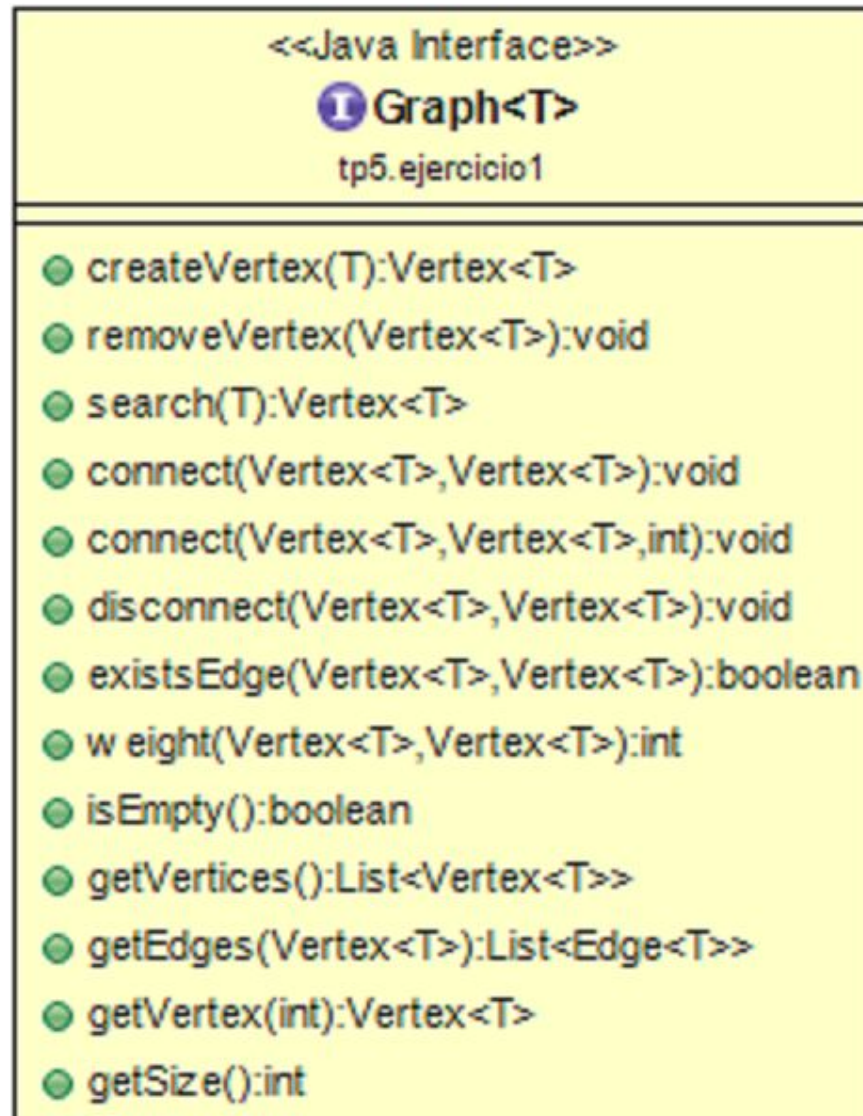 <<Java Interface>>
I Graph<T>
tp5.ejercicio1
createVertex(T):Vertex<T>
removeVertex(Vertex<T>):void
search(T):Vertex<T>
connect(Vertex<T>,Vertex<T>):void
connect(Vertex<T>,Vertex<T>,int):void
disconnect(Vertex<T>,Vertex<T>):void
existsEdge(Vertex<T>,Vertex<T>):boolean
weight(Vertex<T>,Vertex<T>):int
isEmpty():boolean
getVertices():List<Vertex<T>>
getEdges(Vertex<T>):List<Edge<T>>
getVertex(int):Vertex<T>
getSize():int